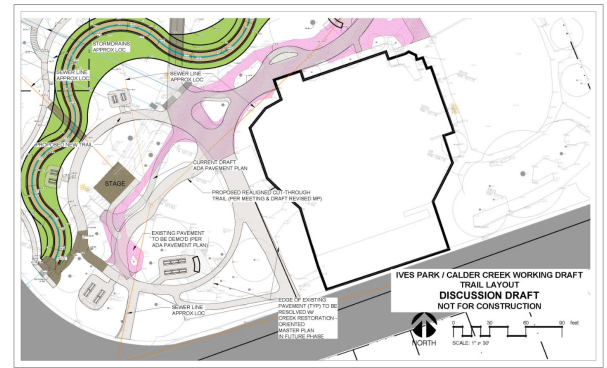 STORMDRAINS
APPROX LOC
SEWER LINE
APPROX LOC
SEWER LINE
APPROX LOC
PROPOSED NEW TRAIL
CURRENT DRAFT
ADA PAVEMENT PLAN
STAGE
PROPOSED REALIGNED CUT-THROUGH
TRAIL (PER MEETING & DRAFT REVISED MP)
EXISTING PAVEMENT
TO BE DEMO'D (PER
ADA PAVEMENT PLAN)
SEWER LINE
APPROX LOC
EDGE OF EXISTING
PAVEMENT (TYP) TO BE
RESOLVED W/
CREEK RESTORATION -
ORIENTED
MASTER PLAN
IN FUTURE PHASE
IVES PARK / CALDER CREEK WORKING DRAFT
TRAIL LAYOUT
DISCUSSION DRAFT
NOT FOR CONSTRUCTION
NORTH
0 30 60 90 feet
SCALE: 1" = 30'